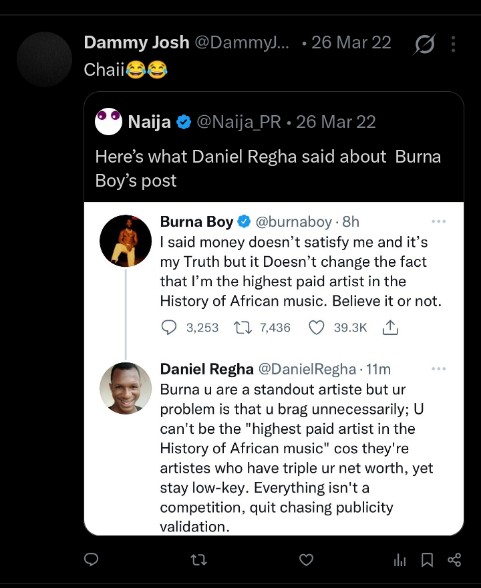 Dammy Josh @DammyJ... • 26 Mar 22
Chaii😂😂
Naija @Naija_PR • 26 Mar 22
Here's what Daniel Regha said about Burna
Boy's post
Burna Boy @burnaboy · 8h
I said money doesn't satisfy me and it's
my Truth but it Doesn't change the fact
that I'm the highest paid artist in the
History of African music. Believe it or not.
3,253 7,436 39.3K
Daniel Regha @DanielRegha · 11m
Burna u are a standout artiste but ur
problem is that u brag unnecessarily; U
can't be the "highest paid artist in the
History of African music" cos they're
artistes who have triple ur net worth, yet
stay low-key. Everything isn't a
competition, quit chasing publicity
validation.